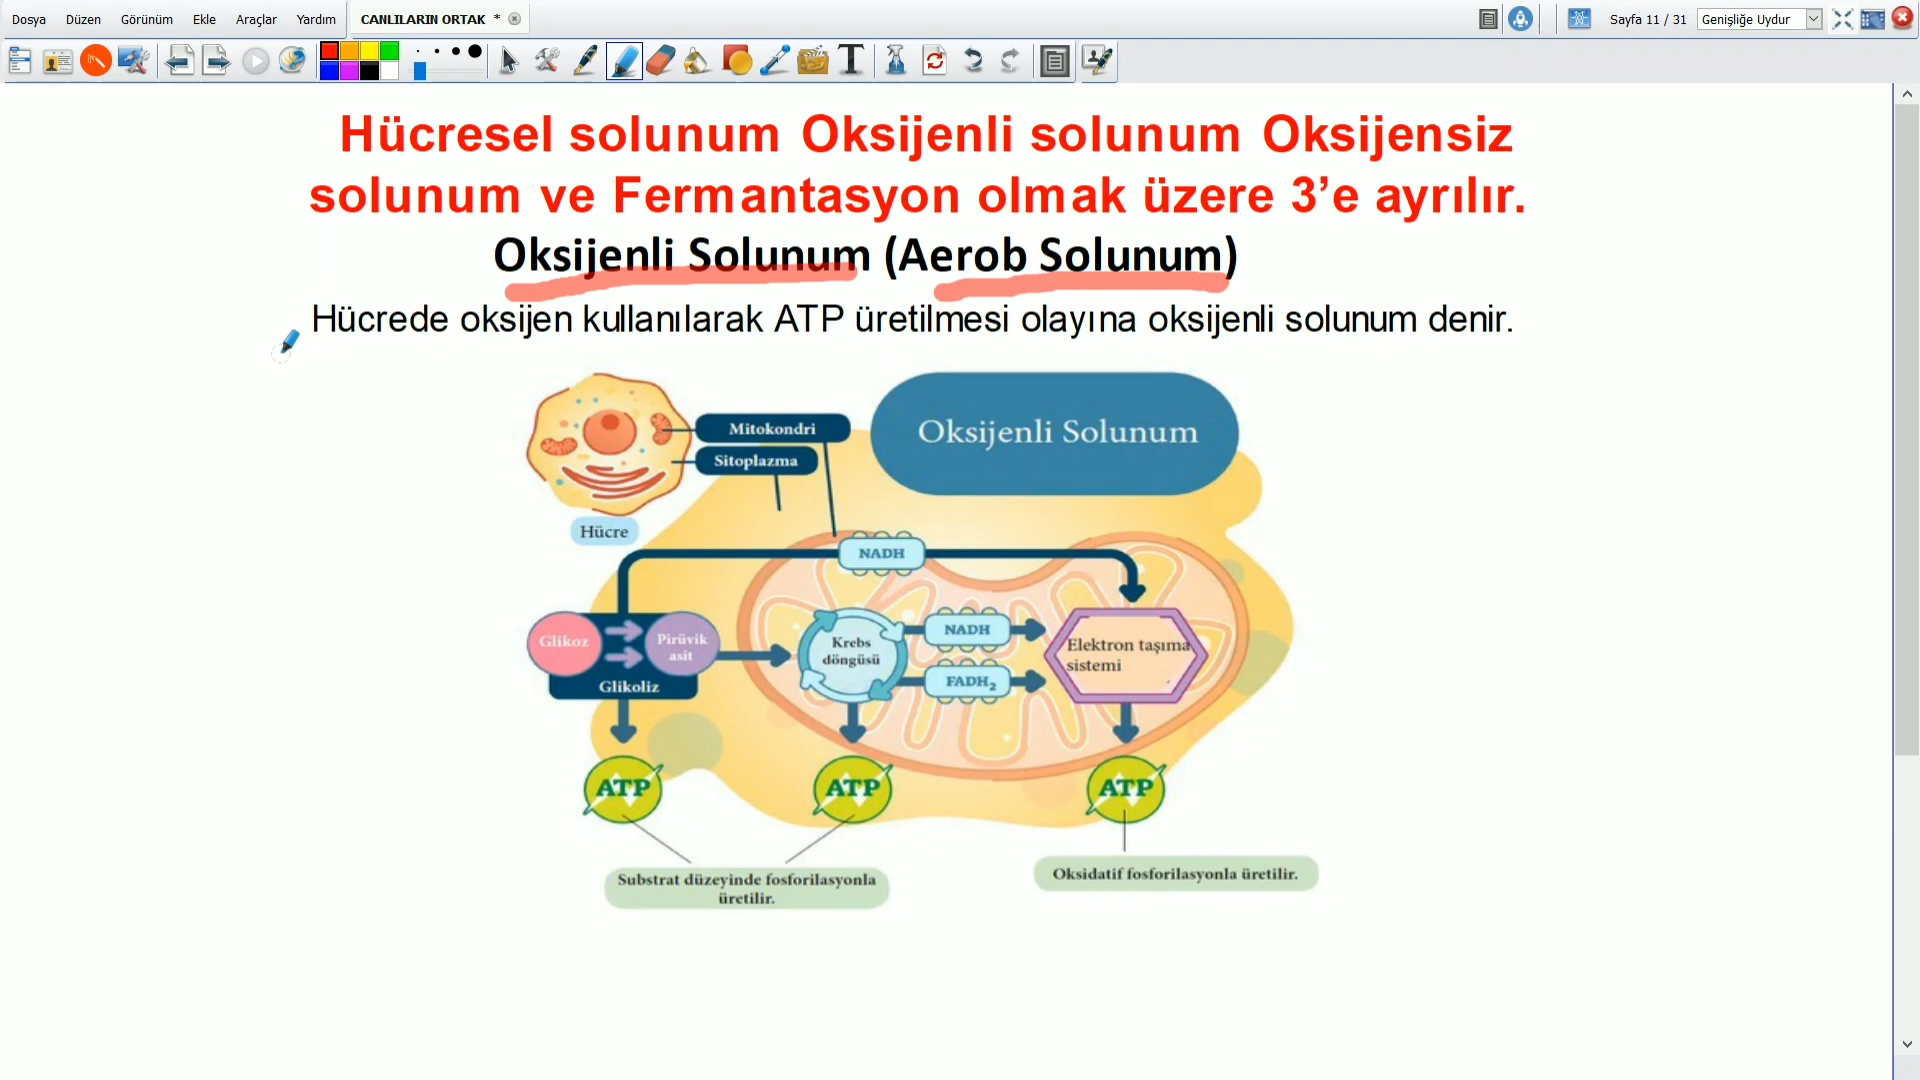 Dosya Düzen Görünüm Ekle Araçlar Yardım CANLILARIN ORTAK * Sayfa 11 / 31 Genişliğe Uydur
Hücresel solunum Oksijenli solunum Oksijensiz
solunum ve Fermantasyon olmak üzere 3’e ayrılır.
Oksijenli Solunum (Aerob Solunum)
Hücrede oksijen kullanılarak ATP üretilmesi olayına oksijenli solunum denir.
Oksijenli Solunum
Mitokondri
Sitoplazma
Hücre
NADH
Glikoz
Pirüvik
asit
Glikoliz
Krebs
döngüsü
NADH
FADH₂
Elektron taşıma
sistemi
ATP ATP ATP
Substrat düzeyinde fosforilasyonla
üretilir.
Oksidatif fosforilasyonla üretilir.